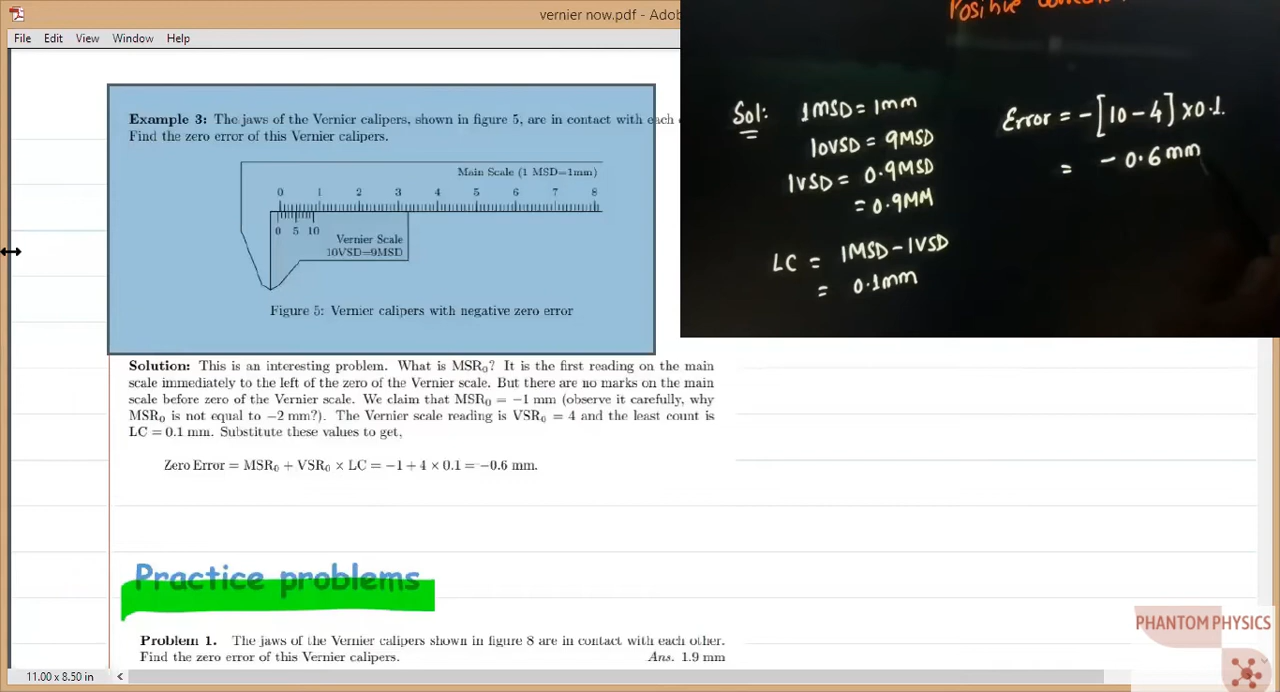 vernier now.pdf - Adob
File Edit View Window Help
Example 3: The jaws of the Vernier calipers, shown in figure 5, are in contact with each
Find the zero error of this Vernier calipers.
Main Scale (1 MSD=1mm)
0 1 2 3 4 5 6 7 8
0 5 10
Vernier Scale
10VSD=9MSD
Figure 5: Vernier calipers with negative zero error
Solution: This is an interesting problem. What is MSR₀? It is the first reading on the main
scale immediately to the left of the zero of the Vernier scale. But there are no marks on the main
scale before zero of the Vernier scale. We claim that MSR₀ = −1 mm (observe it carefully, why
MSR₀ is not equal to −2 mm?). The Vernier scale reading is VSR₀ = 4 and the least count is
LC = 0.1 mm. Substitute these values to get,
Zero Error = MSR₀ + VSR₀ × LC = −1 + 4 × 0.1 = −0.6 mm.
Practice problems
Problem 1. The jaws of the Vernier calipers shown in figure 8 are in contact with each other.
Find the zero error of this Vernier calipers. Ans. 1.9 mm
11.00 x 8.50 in
Positive
Sol: 1MSD = 1mm
10VSD = 9MSD
1VSD = 0.9MSD
= 0.9MM
LC = 1MSD - 1VSD
= 0.1mm
Error = - [10 - 4] × 0.1.
= - 0.6 mm
PHANTOM PHYSICS